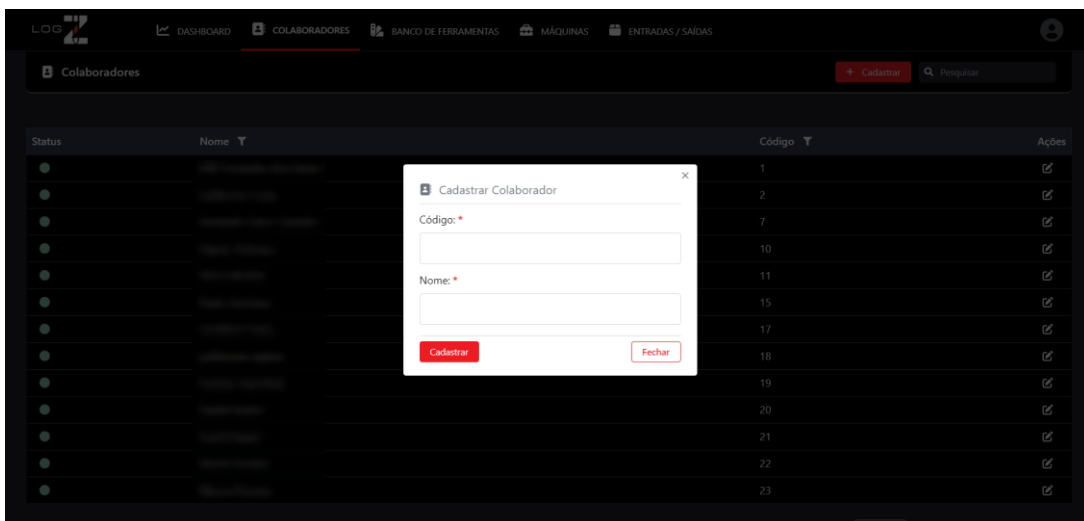 LOG Z DASHBOARD COLABORADORES BANCO DE FERRAMENTAS MÁQUINAS ENTRADAS / SAÍDAS
Colaboradores + Cadastrar Pesquisar
Status Nome Código Ações
1
2
7
10
11
15
17
18
19
20
21
22
23
×
Cadastrar Colaborador
Código: *
Nome: *
Cadastrar Fechar